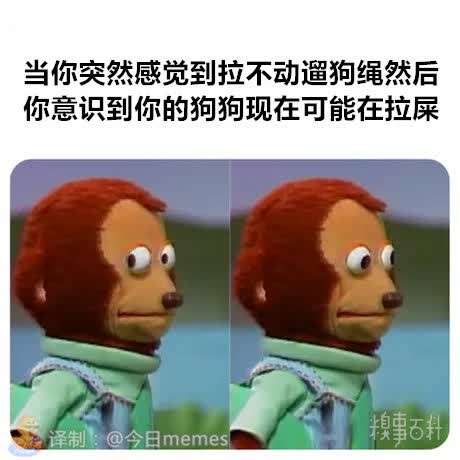 当你突然感觉到拉不动遛狗绳然后
你意识到你的狗狗现在可能在拉屎
译制：@今日memes
糗事百科